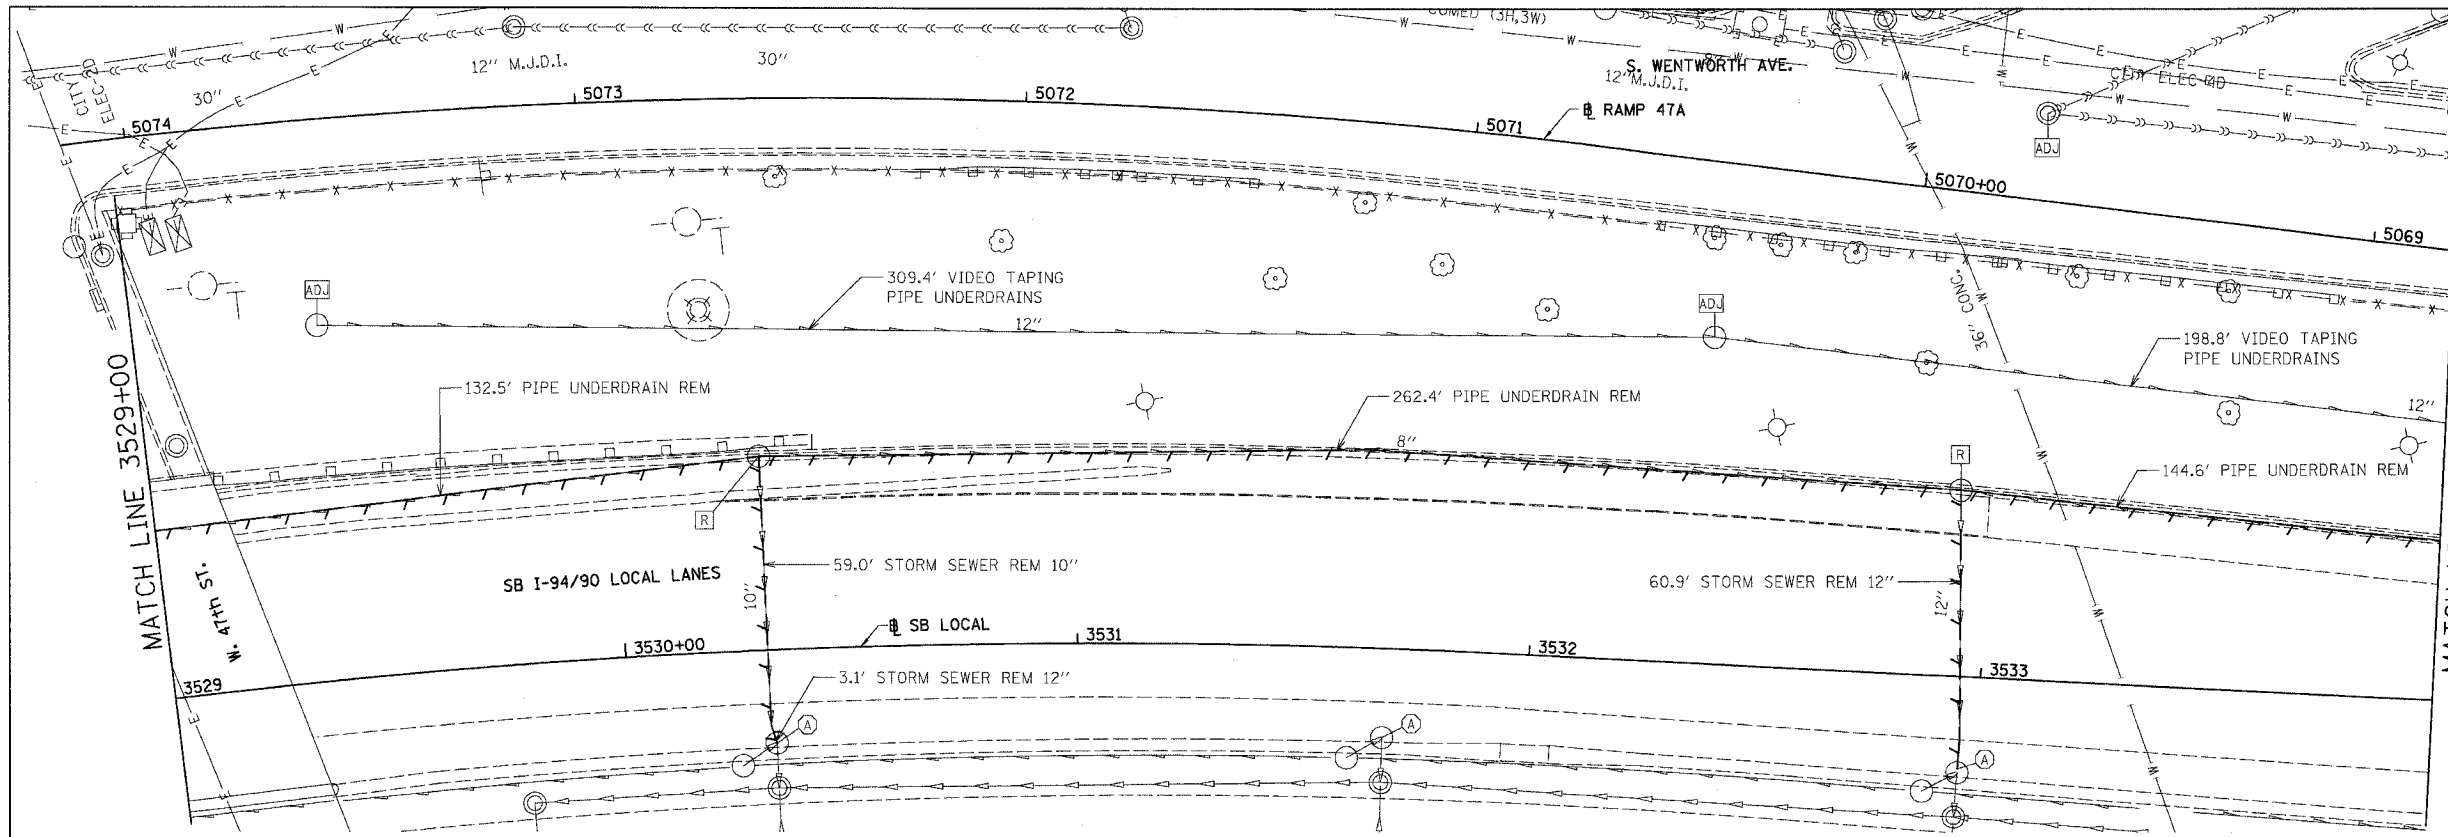 COMED (3H,3W)
W
W
W
W
E
E
E
CITY
ELEC-2D
12" M.J.D.I.
30"
30"
S. WENTWORTH AVE.
12"M.J.D.I.
8"
CITY ELEC 4D
5074
5073
5072
5071
℄ RAMP 47A
ADJ
5070+00
5069
ADJ
309.4' VIDEO TAPING
PIPE UNDERDRAINS
12"
ADJ
36" CONC.
198.8' VIDEO TAPING
PIPE UNDERDRAINS
12"
MATCH LINE 3529+00
132.5' PIPE UNDERDRAIN REM
262.4' PIPE UNDERDRAIN REM
8"
R
144.6' PIPE UNDERDRAIN REM
R
W. 47th ST.
SB I-94/90 LOCAL LANES
59.0' STORM SEWER REM 10"
10"
60.9' STORM SEWER REM 12"
12"
SB LOCAL
3529
3530+00
3531
3532
3533
3.1' STORM SEWER REM 12"
A
A
A